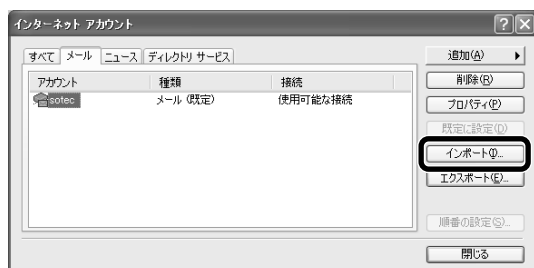 インターネット アカウント
すべて メール ニュース ディレクトリ サービス
追加(A)
アカウント 種類 接続
削除(R)
sotec メール (既定) 使用可能な接続
プロパティ(P)
既定に設定(D)
インポート(I)...
エクスポート(E)...
順番の設定(S)...
閉じる